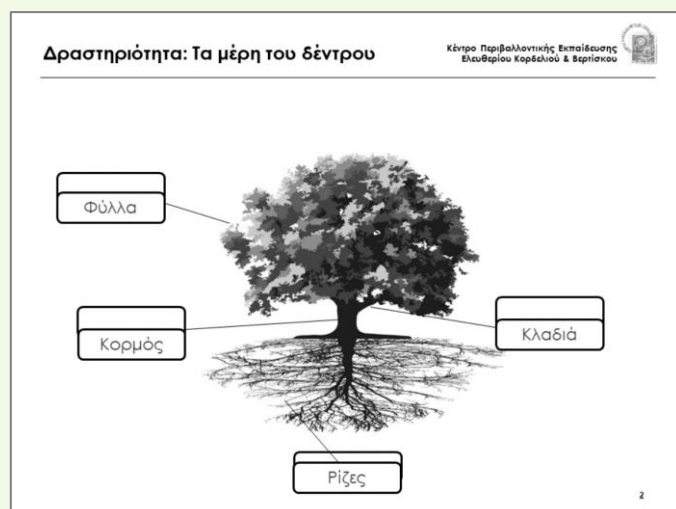 Δραστηριότητα: Τα μέρη του δέντρου
Κέντρο Περιβαλλοντικής Εκπαίδευσης
Ελευθερίου Κορδελιού & Βερτίσκου
Φύλλα
Κορμός
Κλαδιά
Ρίζες
2